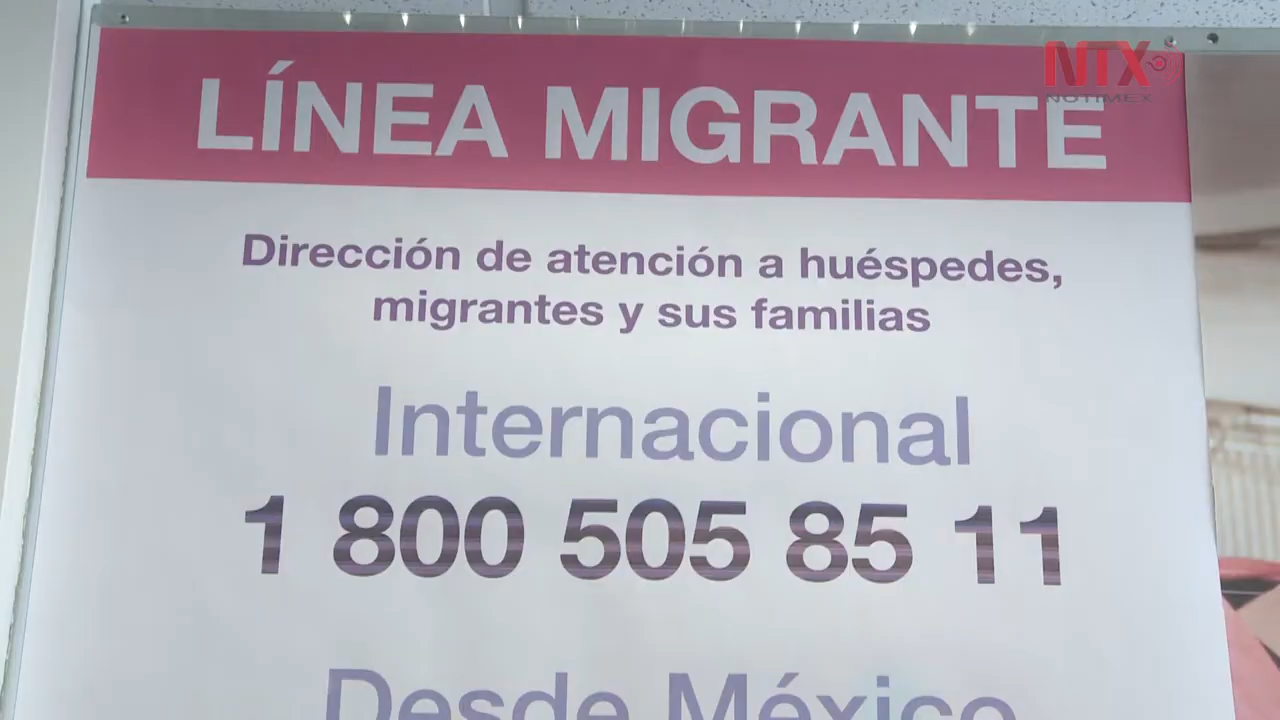 LÍNEA MIGRANTE
NTX
NOTIMEX
Dirección de atención a huéspedes,
migrantes y sus familias
Internacional
1 800 505 85 11
Desde México